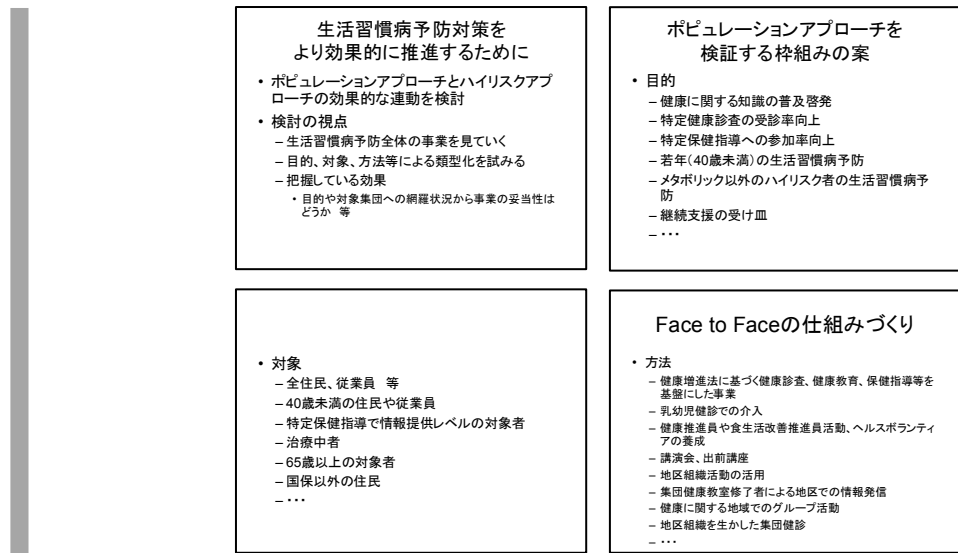 生活習慣病予防対策を
より効果的に推進するために
• ポピュレーションアプローチとハイリスクアプ
ローチの効果的な連動を検討
• 検討の視点
– 生活習慣病予防全体の事業を見ていく
– 目的、対象、方法等による類型化を試みる
– 把握している効果
• 目的や対象集団への網羅状況から事業の妥当性は
どうか 等
ポピュレーションアプローチを
検証する枠組みの案
• 目的
– 健康に関する知識の普及啓発
– 特定健康診査の受診率向上
– 特定保健指導への参加率向上
– 若年(40歳未満)の生活習慣病予防
– メタボリック以外のハイリスク者の生活習慣病予
防
– 継続支援の受け皿
– ・・・
• 対象
– 全住民、従業員 等
– 40歳未満の住民や従業員
– 特定保健指導で情報提供レベルの対象者
– 治療中者
– 65歳以上の対象者
– 国保以外の住民
– ・・・
Face to Faceの仕組みづくり
• 方法
– 健康増進法に基づく健康診査、健康教育、保健指導等を
基盤にした事業
– 乳幼児健診での介入
– 健康推進員や食生活改善推進員活動、ヘルスボランティ
アの養成
– 講演会、出前講座
– 地区組織活動の活用
– 集団健康教室修了者による地区での情報発信
– 健康に関する地域でのグループ活動
– 地区組織を生かした集団健診
– ・・・